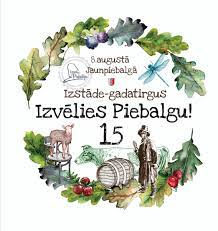 8.augustā
Jaunpiebalgā
Izstāde-gadatirgus
Izvēlies Piebalgu!
15